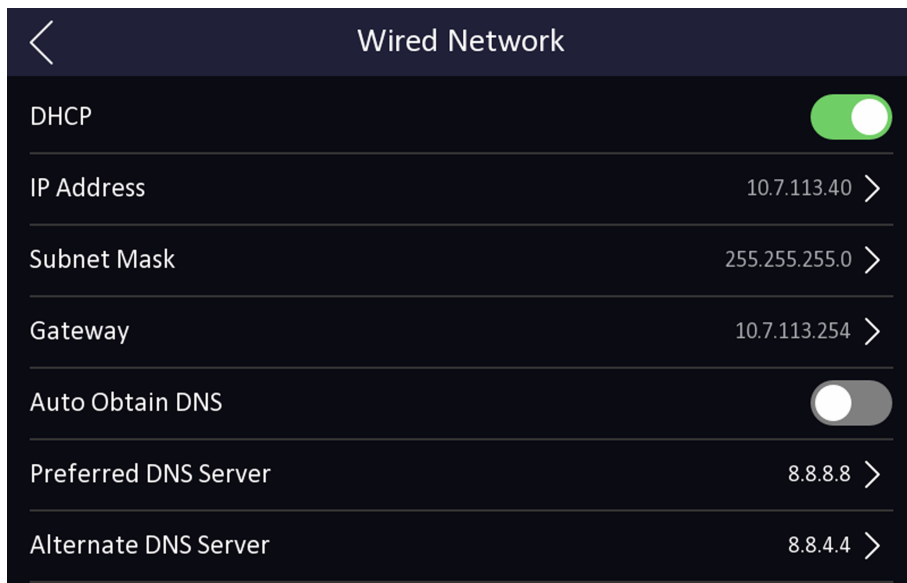 Wired Network
DHCP
IP Address 10.7.113.40
Subnet Mask 255.255.255.0
Gateway 10.7.113.254
Auto Obtain DNS
Preferred DNS Server 8.8.8.8
Alternate DNS Server 8.8.4.4